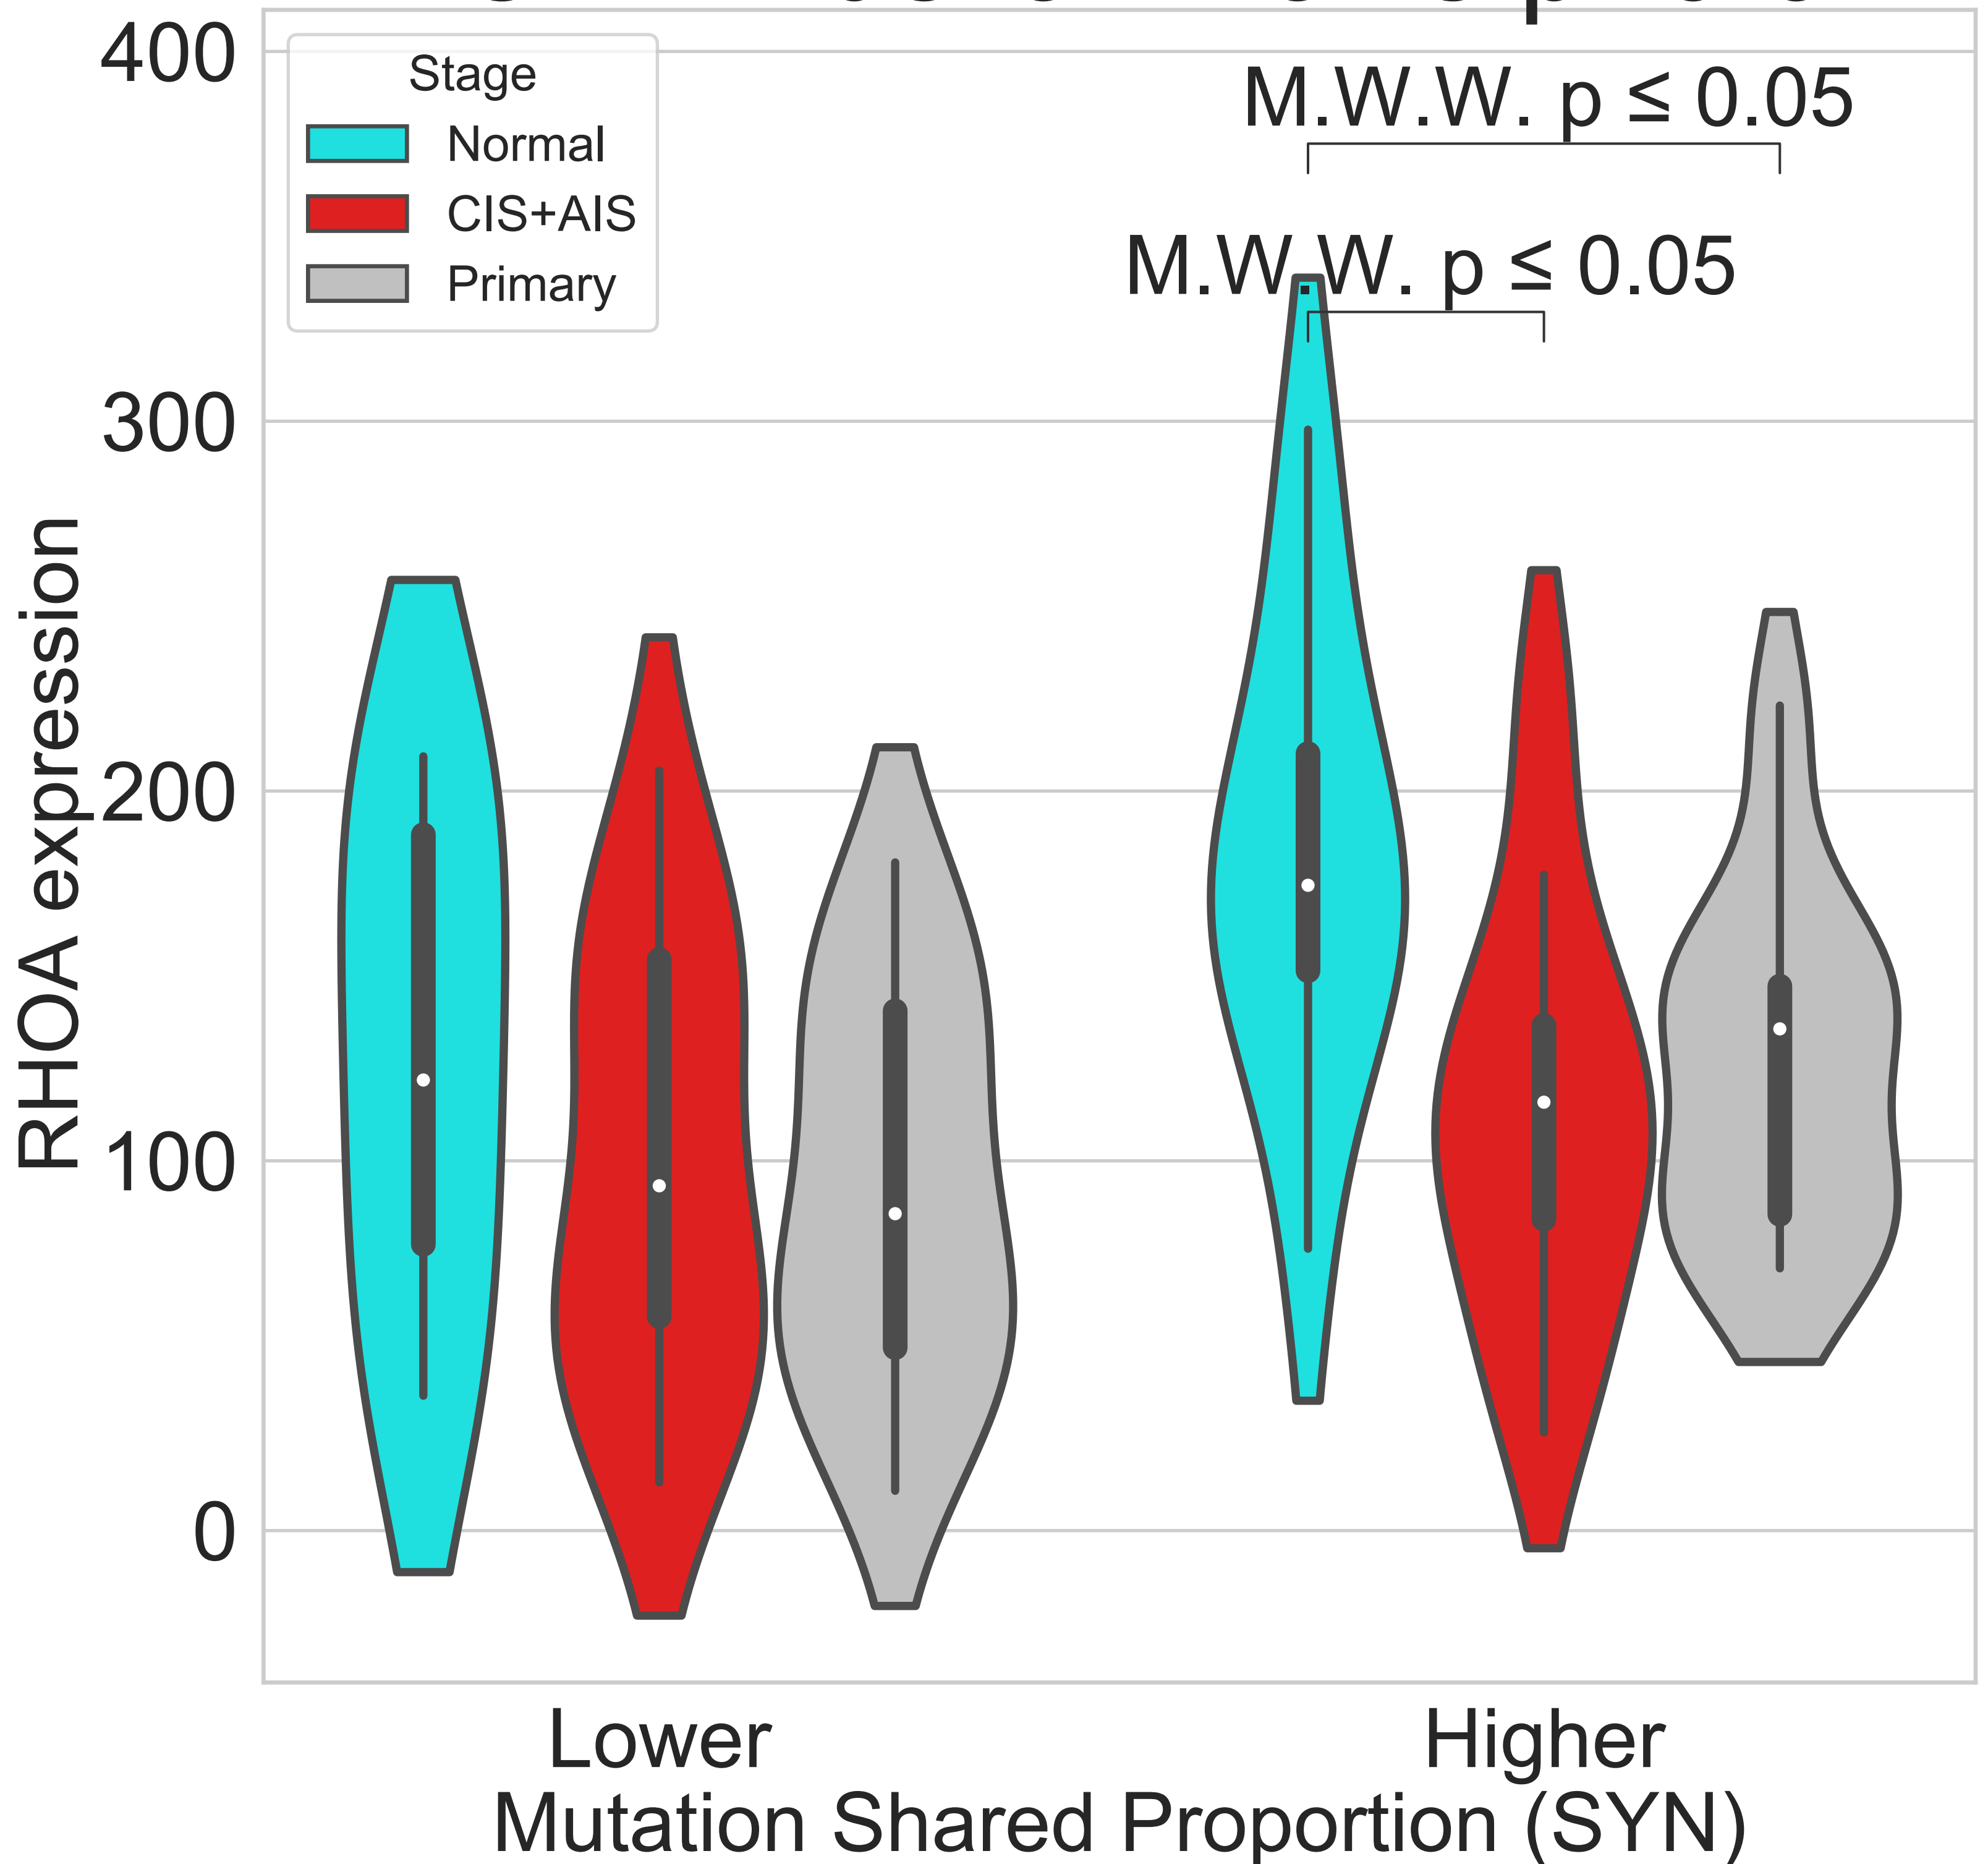 400
300
200
100
0
RHOA expression
Stage
Normal
CIS+AIS
Primary
M.W.W. p ≤ 0.05
M.W.W. p ≤ 0.05
Lower
Higher
Mutation Shared Proportion (SYN)